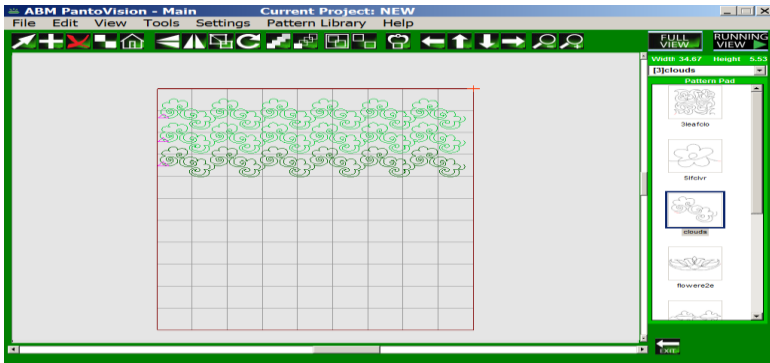 ABM PantoVision - Main Current Project: NEW
File Edit View Tools Settings Pattern Library Help
FULL VIEW
RUNNING VIEW
Width 34.67 Height 5.53
[3]clouds
Pattern Pad
3leafclo
5lfclvr
clouds
flowere2e
EXIT